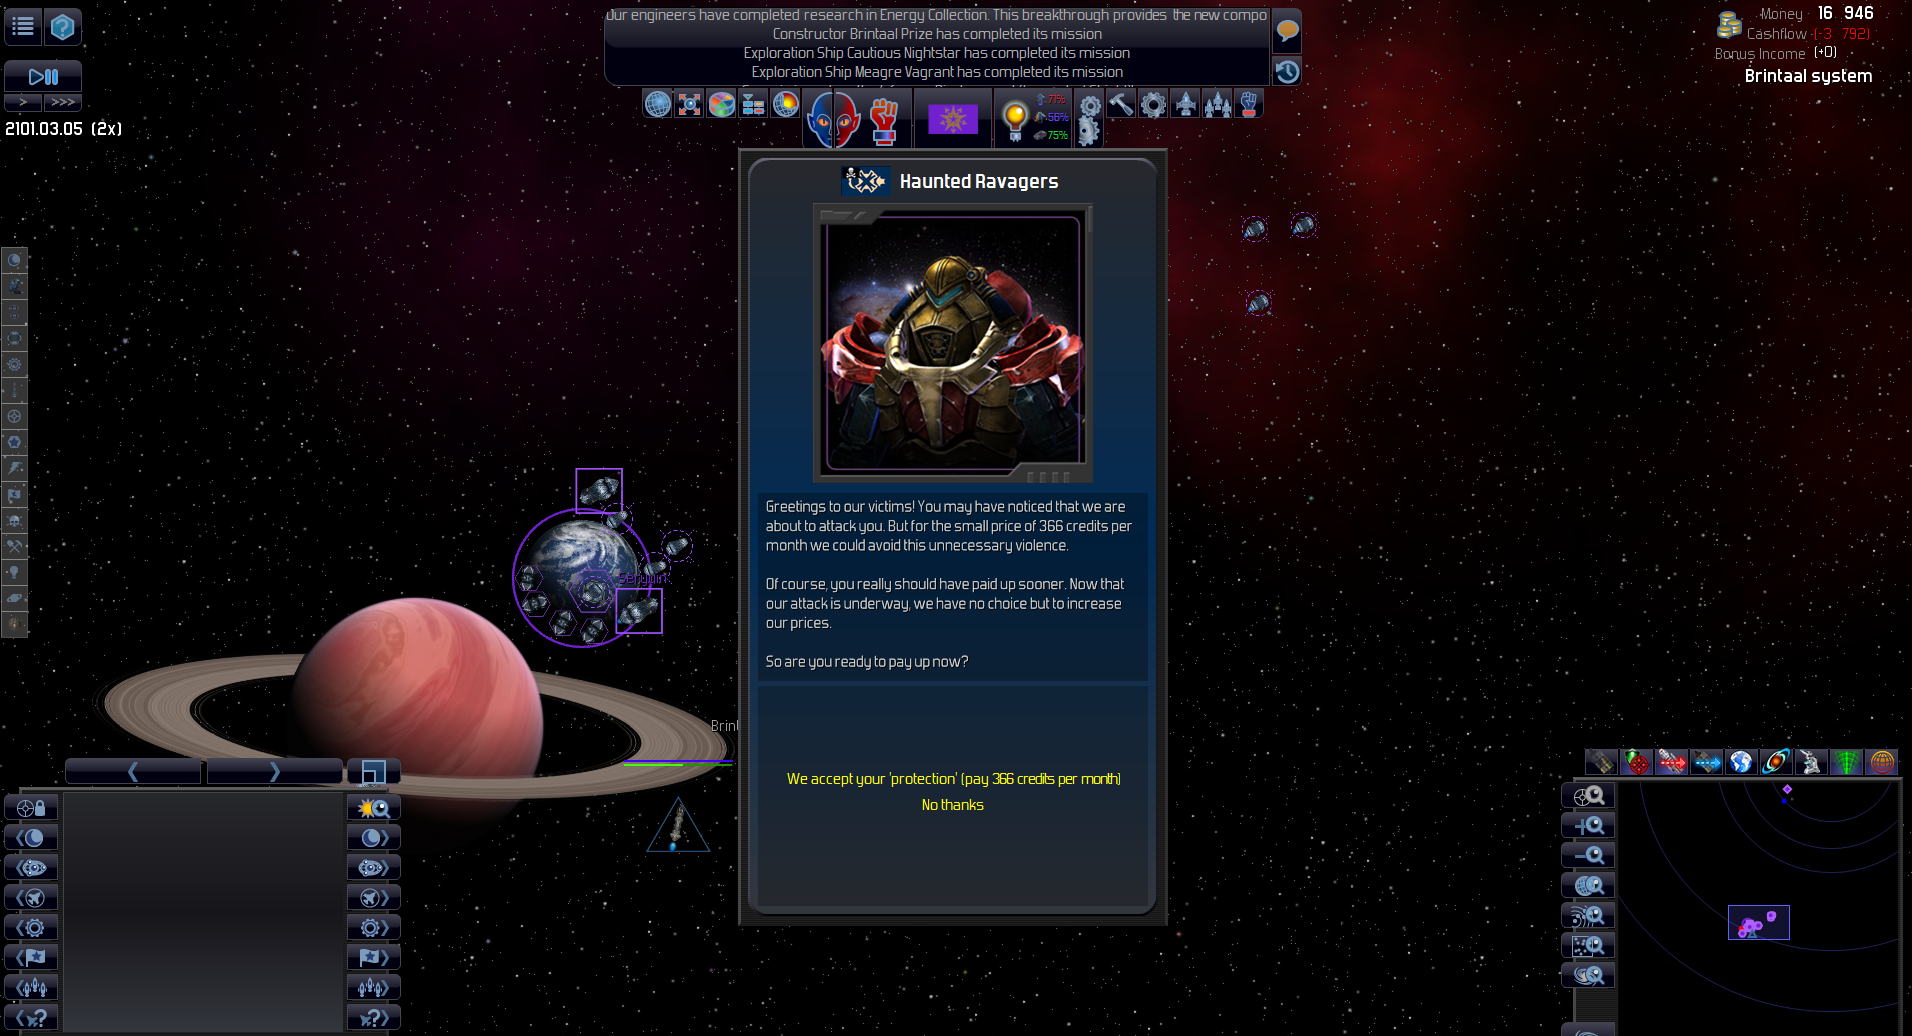 Our engineers have completed research in Energy Collection. This breakthrough provides the new compo
Constructor Brintaal Prize has completed its mission
Exploration Ship Cautious Nightstar has completed its mission
Exploration Ship Meagre Vagrant has completed its mission
Money 16 946
Cashflow (-3 792)
Bonus Income (+0)
Brintaal system
> >>>
2101.03.05 (2x)
71%
56%
75%
Haunted Ravagers
Greetings to our victims! You may have noticed that we are
about to attack you. But for the small price of 366 credits per
month we could avoid this unnecessary violence.
Of course, you really should have paid up sooner. Now that
our attack is underway, we have no choice but to increase
our prices.
So are you ready to pay up now?
We accept your 'protection' (pay 366 credits per month)
No thanks
Brint